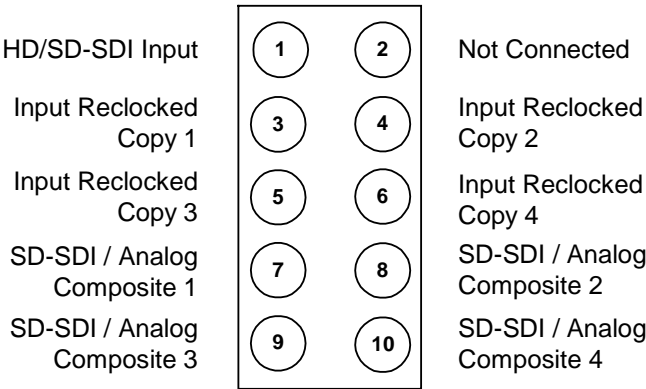 HD/SD-SDI Input
1
2
Not Connected
Input Reclocked
Copy 1
3
4
Input Reclocked
Copy 2
Input Reclocked
Copy 3
5
6
Input Reclocked
Copy 4
SD-SDI / Analog
Composite 1
7
8
SD-SDI / Analog
Composite 2
SD-SDI / Analog
Composite 3
9
10
SD-SDI / Analog
Composite 4